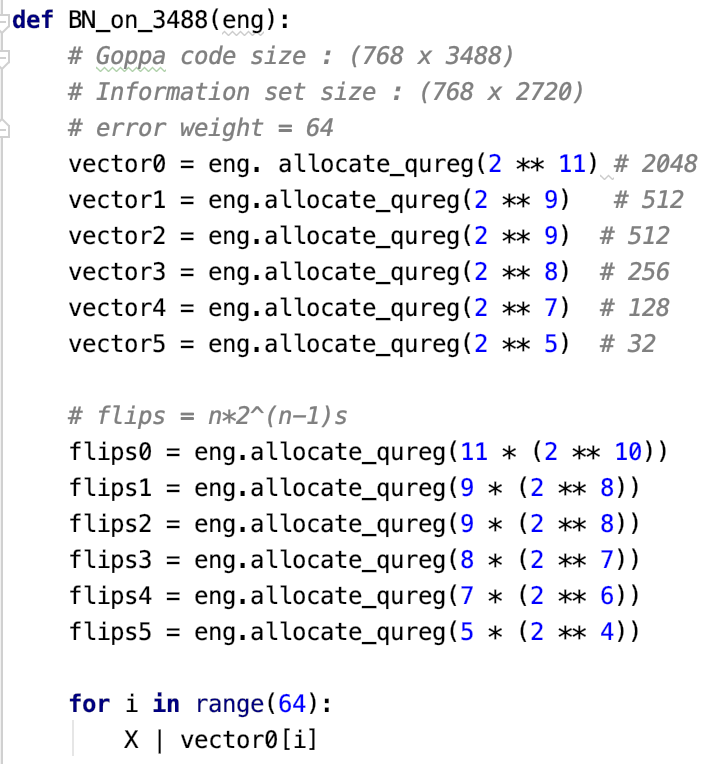 def BN_on_3488(eng):
    # Goppa code size : (768 x 3488)
    # Information set size : (768 x 2720)
    # error weight = 64
    vector0 = eng. allocate_qureg(2 ** 11) # 2048
    vector1 = eng.allocate_qureg(2 ** 9)   # 512
    vector2 = eng.allocate_qureg(2 ** 9)  # 512
    vector3 = eng.allocate_qureg(2 ** 8)  # 256
    vector4 = eng.allocate_qureg(2 ** 7)  # 128
    vector5 = eng.allocate_qureg(2 ** 5)  # 32

    # flips = n*2^(n-1)s
    flips0 = eng.allocate_qureg(11 * (2 ** 10))
    flips1 = eng.allocate_qureg(9 * (2 ** 8))
    flips2 = eng.allocate_qureg(9 * (2 ** 8))
    flips3 = eng.allocate_qureg(8 * (2 ** 7))
    flips4 = eng.allocate_qureg(7 * (2 ** 6))
    flips5 = eng.allocate_qureg(5 * (2 ** 4))

    for i in range(64):
        X | vector0[i]